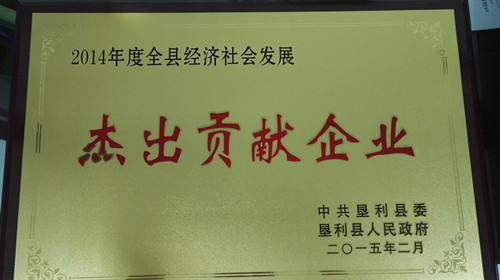 2014年度全县经济社会发展
杰出贡献企业
中共垦利县委
垦利县人民政府
二〇一五年二月